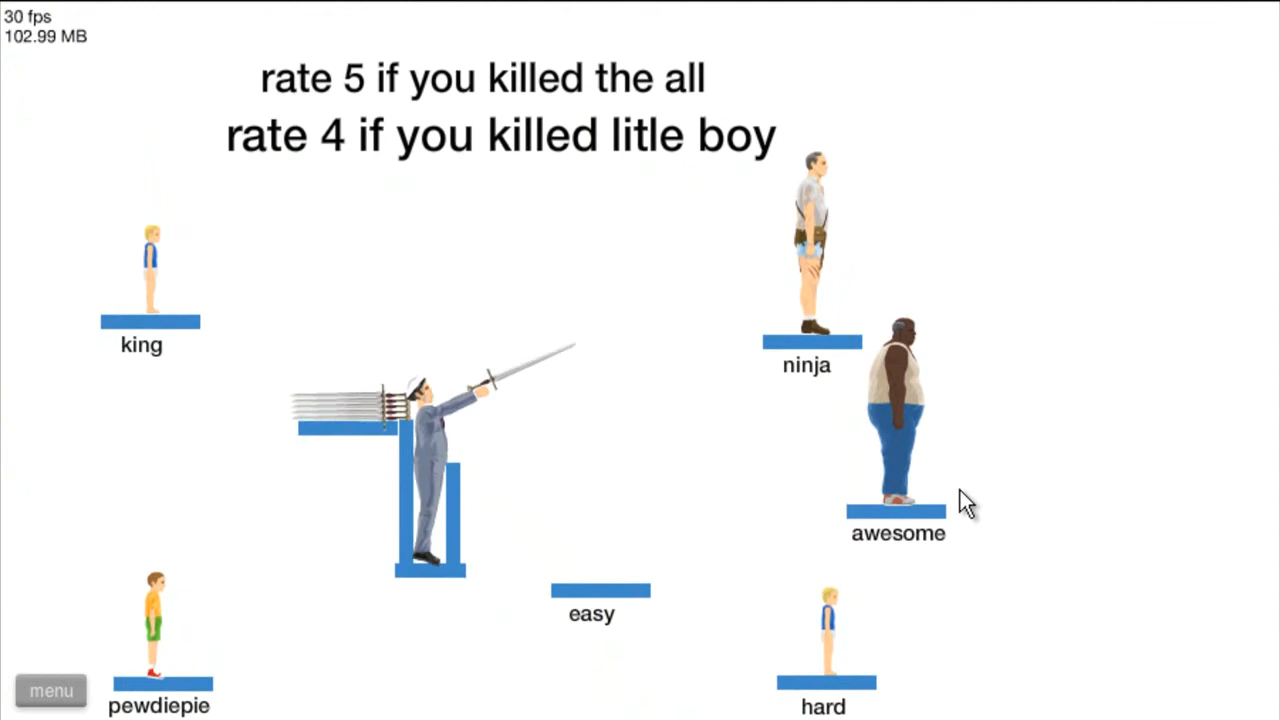 30 fps
102.99 MB
rate 5 if you killed the all
rate 4 if you killed litle boy
king
ninja
awesome
easy
menu
pewdiepie
hard